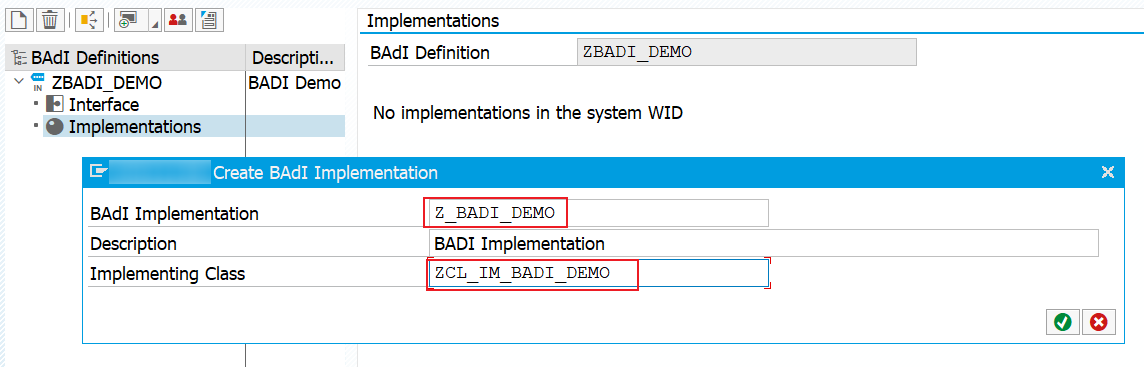 Implementations
BAdI Definitions Descripti...
BAdI Definition ZBADI_DEMO
IN ZBADI_DEMO BADI Demo
Interface
Implementations
No implementations in the system WID
Create BAdI Implementation
BAdI Implementation Z_BADI_DEMO
Description BADI Implementation
Implementing Class ZCL_IM_BADI_DEMO